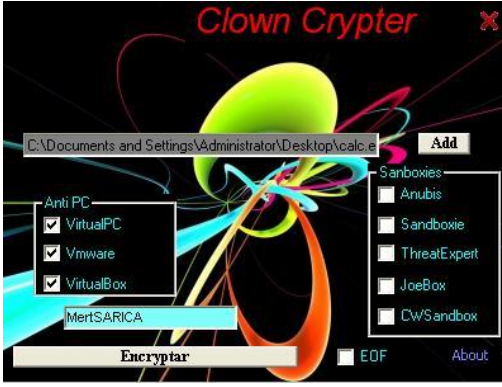 Clown Crypter
C:\Documents and Settings\Administrator\Desktop\calc.e
Add
Anti PC
VirtualPC
Vmware
VirtualBox
Sanboxies
Anubis
Sandboxie
ThreatExpert
JoeBox
CWSandbox
MertSARICA
Encryptar
EOF
About